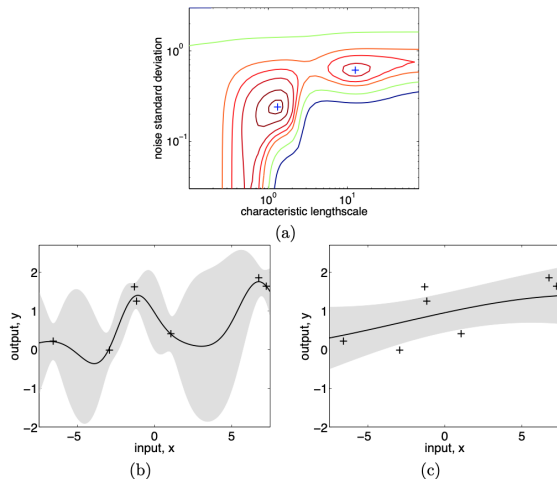 noise standard deviation
10⁰
10⁻¹
10⁰
10¹
characteristic lengthscale
(a)
output, y
2
1
0
−1
−2
−5
0
5
input, x
(b)
output, y
2
1
0
−1
−2
−5
0
5
input, x
(c)